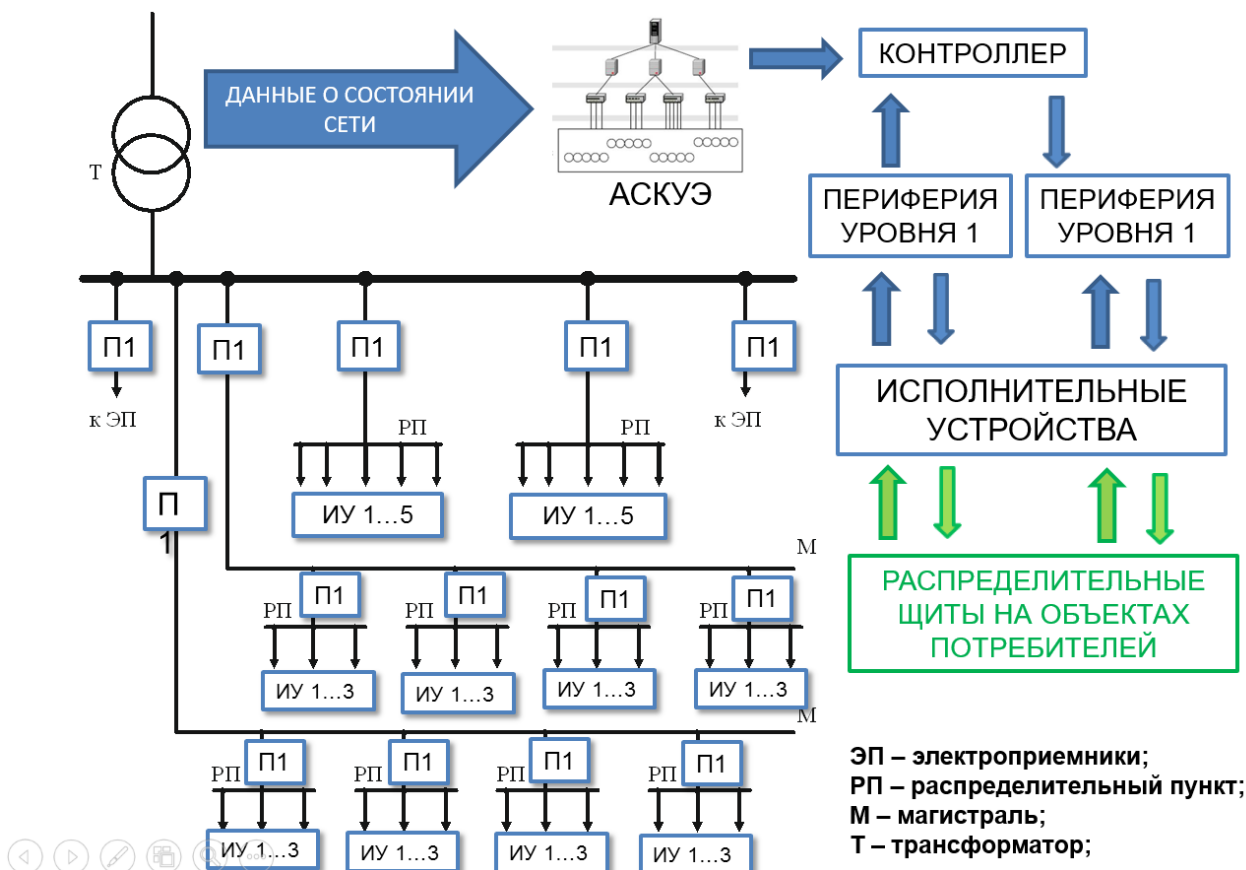 ДАННЫЕ О СОСТОЯНИИ
СЕТИ
АСКУЭ
КОНТРОЛЛЕР
ПЕРИФЕРИЯ
УРОВНЯ 1
ПЕРИФЕРИЯ
УРОВНЯ 1
ИСПОЛНИТЕЛЬНЫЕ
УСТРОЙСТВА
РАСПРЕДЕЛИТЕЛЬНЫЕ
ЩИТЫ НА ОБЪЕКТАХ
ПОТРЕБИТЕЛЕЙ
Т
П1
П1
П1
П1
П1
к ЭП
РП
РП
к ЭП
П
1
ИУ 1...5
ИУ 1...5
М
П1
П1
П1
П1
РП
РП
РП
РП
ИУ 1...3
ИУ 1...3
ИУ 1...3
ИУ 1...3
М
П1
П1
П1
П1
РП
РП
РП
РП
ИУ 1...3
ИУ 1...3
ИУ 1...3
ИУ 1...3
ЭП – электроприемники;
РП – распределительный пункт;
М – магистраль;
Т – трансформатор;